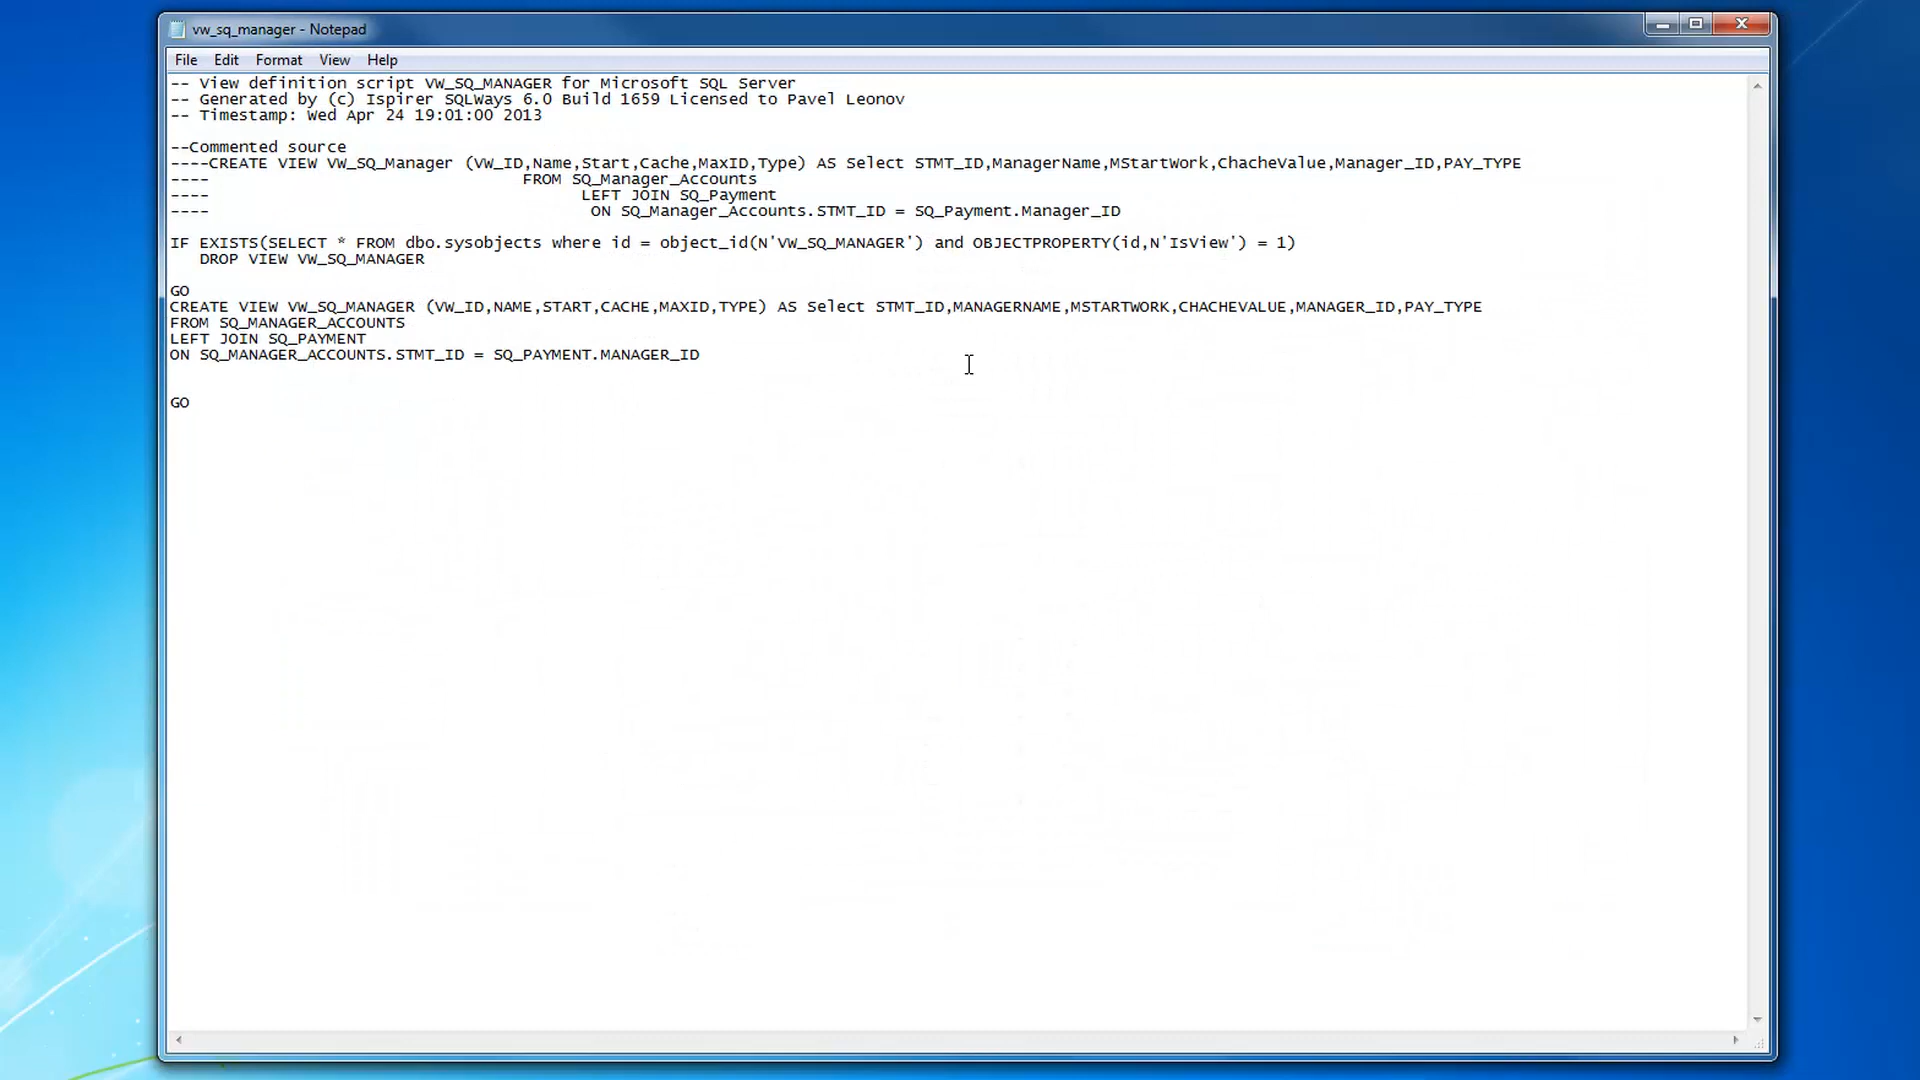 vw_sq_manager - Notepad
File Edit Format View Help
-- View definition script VW_SQ_MANAGER for Microsoft SQL Server
-- Generated by (c) Ispirer SQLWays 6.0 Build 1659 Licensed to Pavel Leonov
-- Timestamp: Wed Apr 24 19:01:00 2013
--Commented source
----CREATE VIEW VW_SQ_Manager (VW_ID,Name,Start,Cache,MaxID,Type) AS Select STMT_ID,ManagerName,MStartWork,ChacheValue,Manager_ID,PAY_TYPE
---- FROM SQ_Manager_Accounts
---- LEFT JOIN SQ_Payment
---- ON SQ_Manager_Accounts.STMT_ID = SQ_Payment.Manager_ID
IF EXISTS(SELECT * FROM dbo.sysobjects where id = object_id(N'VW_SQ_MANAGER') and OBJECTPROPERTY(id,N'IsView') = 1)
DROP VIEW VW_SQ_MANAGER
GO
CREATE VIEW VW_SQ_MANAGER (VW_ID,NAME,START,CACHE,MAXID,TYPE) AS Select STMT_ID,MANAGERNAME,MSTARTWORK,CHACHEVALUE,MANAGER_ID,PAY_TYPE
FROM SQ_MANAGER_ACCOUNTS
LEFT JOIN SQ_PAYMENT
ON SQ_MANAGER_ACCOUNTS.STMT_ID = SQ_PAYMENT.MANAGER_ID
GO